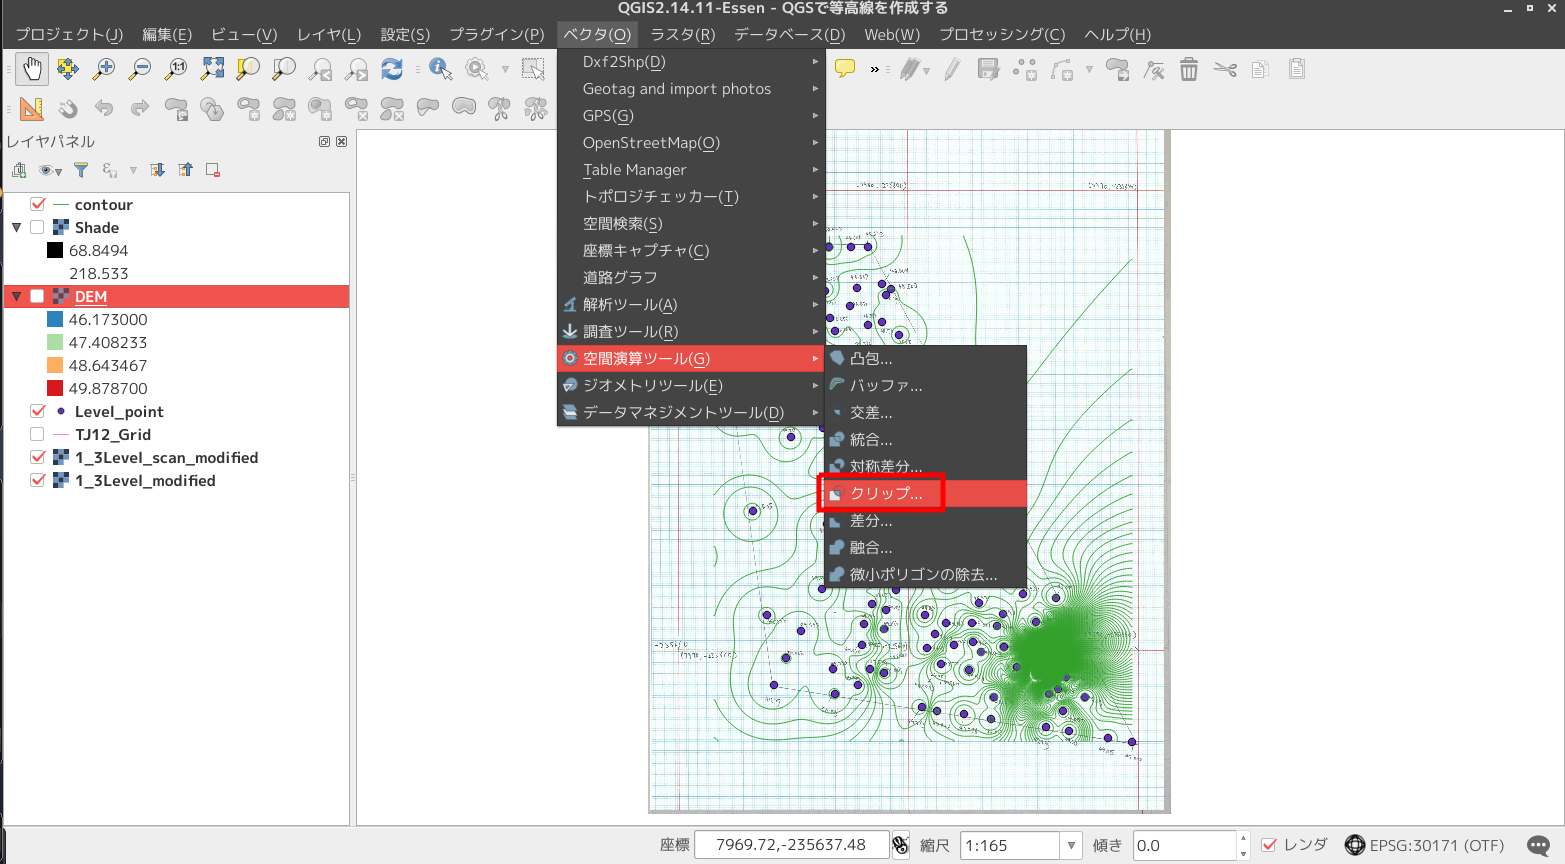 QGIS2.14.11-Essen - QGSで等高線を作成する
プロジェクト(J) 編集(E) ビュー(V) レイヤ(L) 設定(S) プラグイン(P) ベクタ(O) ラスタ(R) データベース(D) Web(W) プロセッシング(C) ヘルプ(H)
Dxf2Shp(D)
Geotag and import photos
GPS(G)
OpenStreetMap(O)
Table Manager
トポロジチェッカー(T)
空間検索(S)
座標キャプチャ(C)
道路グラフ
解析ツール(A)
調査ツール(R)
空間演算ツール(G)
ジオメトリツール(E)
データマネジメントツール(D)
凸包...
バッファ...
交差...
統合...
対称差分...
クリップ...
差分...
融合...
微小ポリゴンの除去...
レイヤパネル
contour
Shade
68.8494
218.533
DEM
46.173000
47.408233
48.643467
49.878700
Level_point
TJ12_Grid
1_3Level_scan_modified
1_3Level_modified
座標 7969.72,-235637.48 縮尺 1:165 傾き 0.0 レンダ EPSG:30171 (OTF)